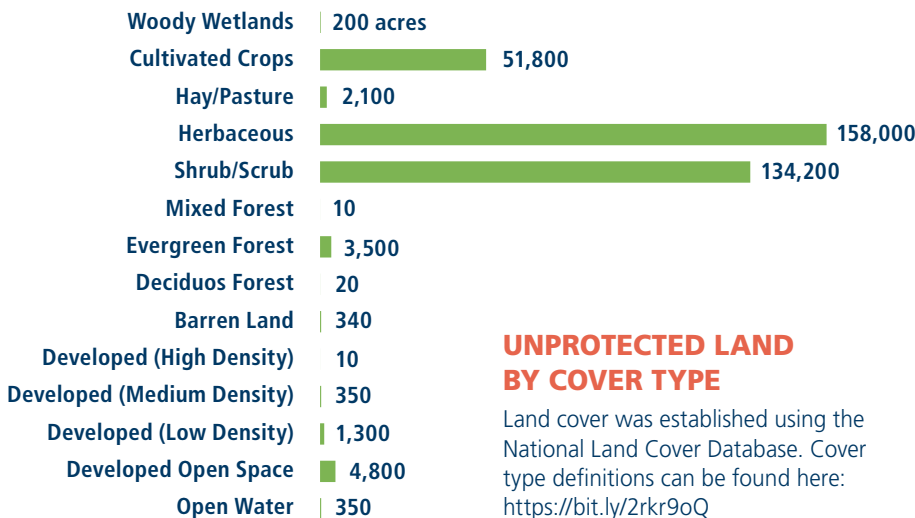 Woody Wetlands 200 acres
Cultivated Crops 51,800
Hay/Pasture 2,100
Herbaceous 158,000
Shrub/Scrub 134,200
Mixed Forest 10
Evergreen Forest 3,500
Deciduos Forest 20
Barren Land 340
Developed (High Density) 10
Developed (Medium Density) 350
Developed (Low Density) 1,300
Developed Open Space 4,800
Open Water 350
UNPROTECTED LAND
BY COVER TYPE
Land cover was established using the
National Land Cover Database. Cover
type definitions can be found here:
https://bit.ly/2rkr9oQ